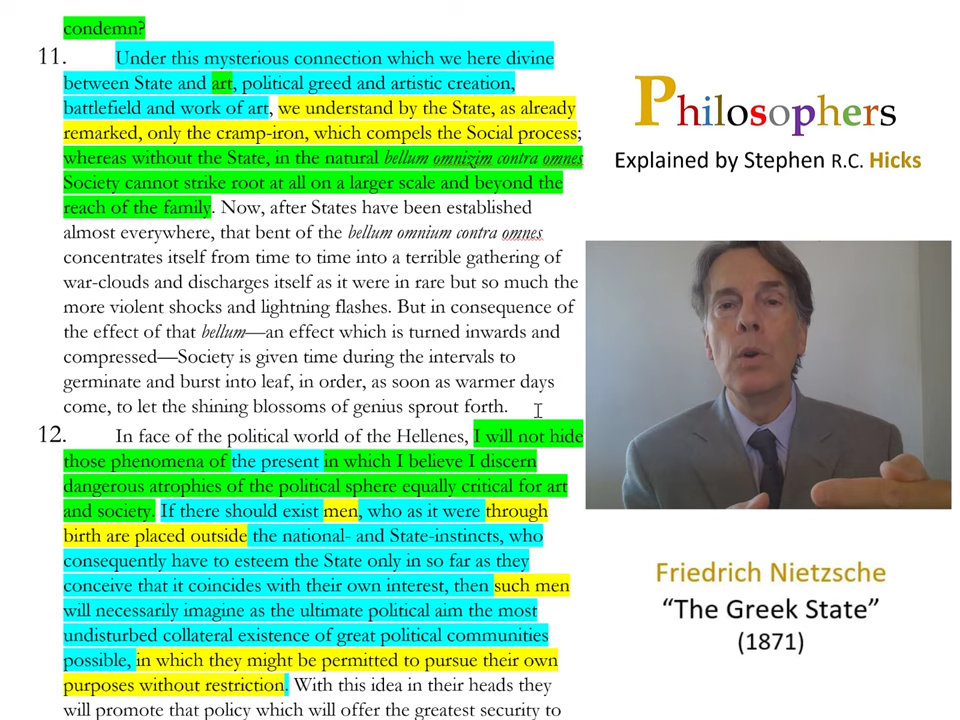 condemn?
11. Under this mysterious connection which we here divine
between State and art, political greed and artistic creation,
battlefield and work of art, we understand by the State, as already
remarked, only the cramp-iron, which compels the Social process;
whereas without the State, in the natural bellum omnizim contra omnes
Society cannot strike root at all on a larger scale and beyond the
reach of the family. Now, after States have been established
almost everywhere, that bent of the bellum omnium contra omnes
concentrates itself from time to time into a terrible gathering of
war-clouds and discharges itself as it were in rare but so much the
more violent shocks and lightning flashes. But in consequence of
the effect of that bellum—an effect which is turned inwards and
compressed—Society is given time during the intervals to
germinate and burst into leaf, in order, as soon as warmer days
come, to let the shining blossoms of genius sprout forth.
12. In face of the political world of the Hellenes, I will not hide
those phenomena of the present in which I believe I discern
dangerous atrophies of the political sphere equally critical for art
and society. If there should exist men, who as it were through
birth are placed outside the national- and State-instincts, who
consequently have to esteem the State only in so far as they
conceive that it coincides with their own interest, then such men
will necessarily imagine as the ultimate political aim the most
undisturbed collateral existence of great political communities
possible, in which they might be permitted to pursue their own
purposes without restriction. With this idea in their heads they
will promote that policy which will offer the greatest security to
Philosophers
Explained by Stephen R.C. Hicks
Friedrich Nietzsche
“The Greek State”
(1871)